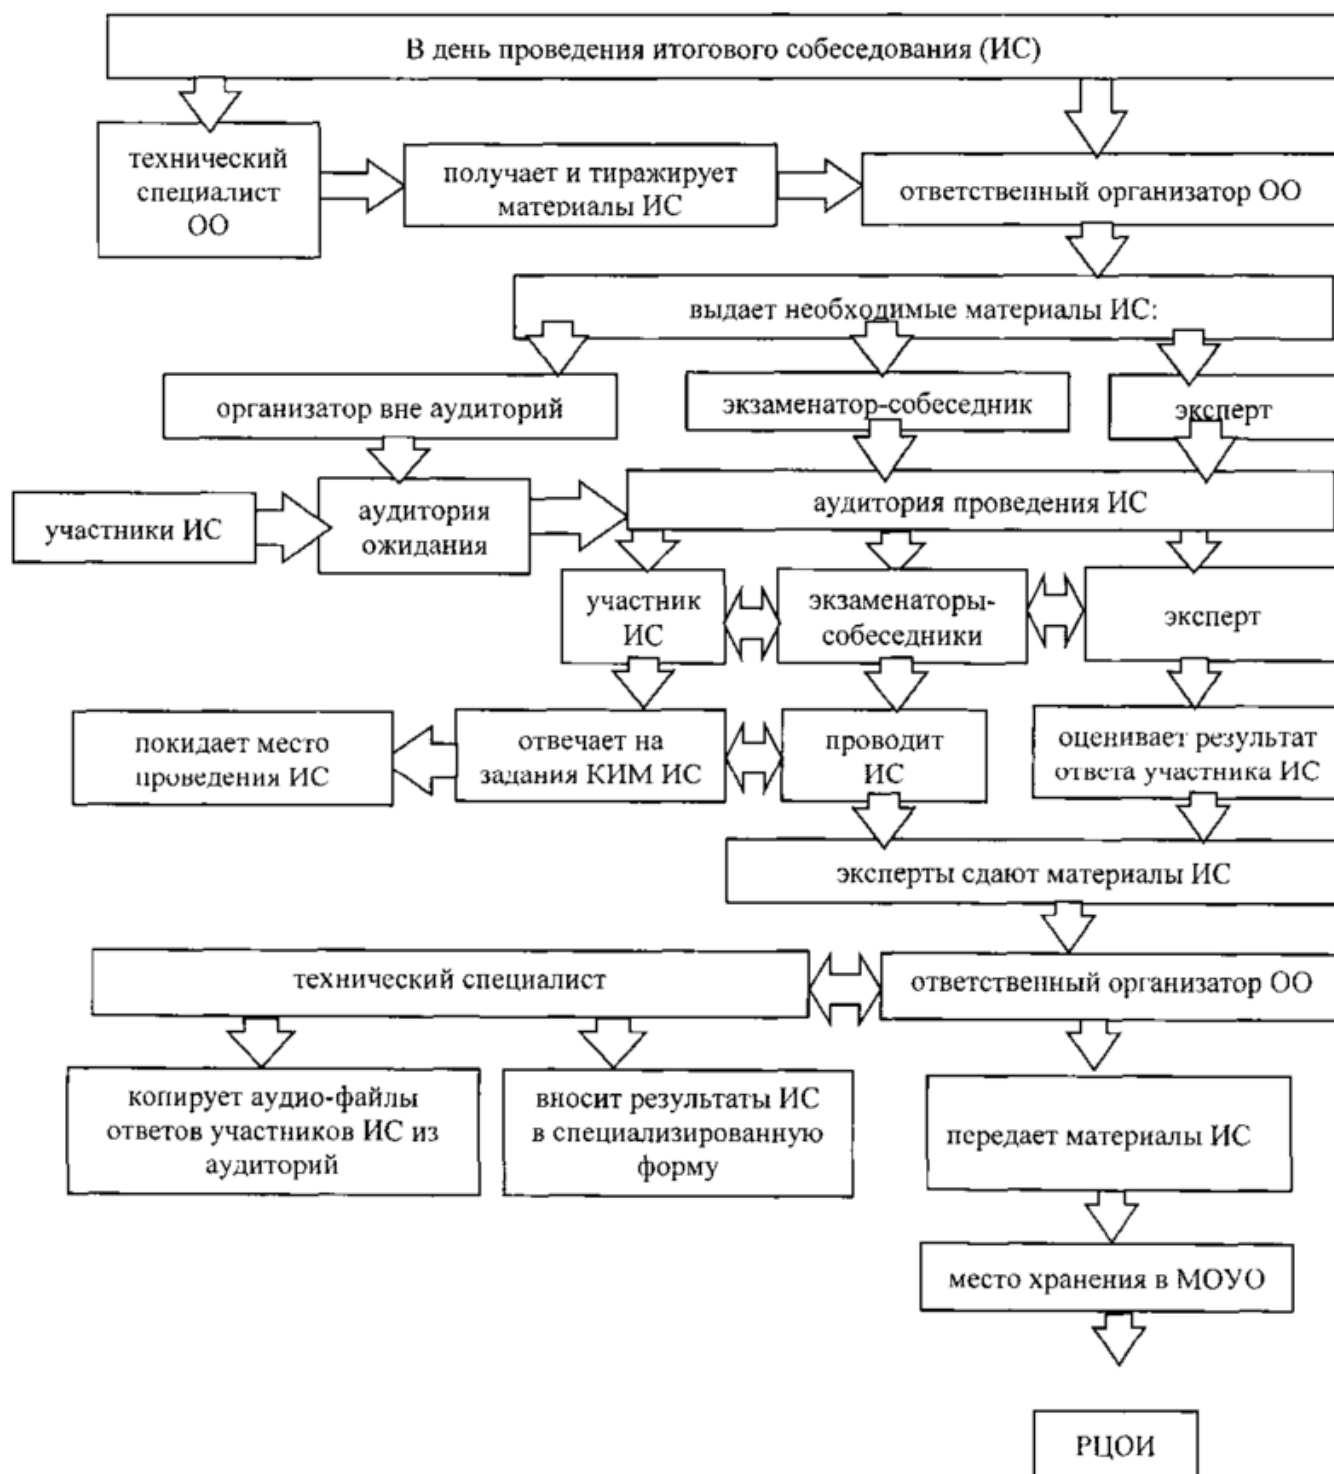 В день проведения итогового собеседования (ИС)
технический
специалист
ОО
получает и тиражирует
материалы ИС
ответственный организатор ОО
выдает необходимые материалы ИС:
организатор вне аудиторий
экзаменатор-собеседник
эксперт
участники ИС
аудитория
ожидания
аудитория проведения ИС
участник
ИС
экзаменаторы-
собеседники
эксперт
покидает место
проведения ИС
отвечает на
задания КИМ ИС
проводит
ИС
оценивает результат
ответа участника ИС
эксперты сдают материалы ИС
технический специалист
ответственный организатор ОО
копирует аудио-файлы
ответов участников ИС из
аудиторий
вносит результаты ИС
в специализированную
форму
передает материалы ИС
место хранения в МОУО
РЦОИ